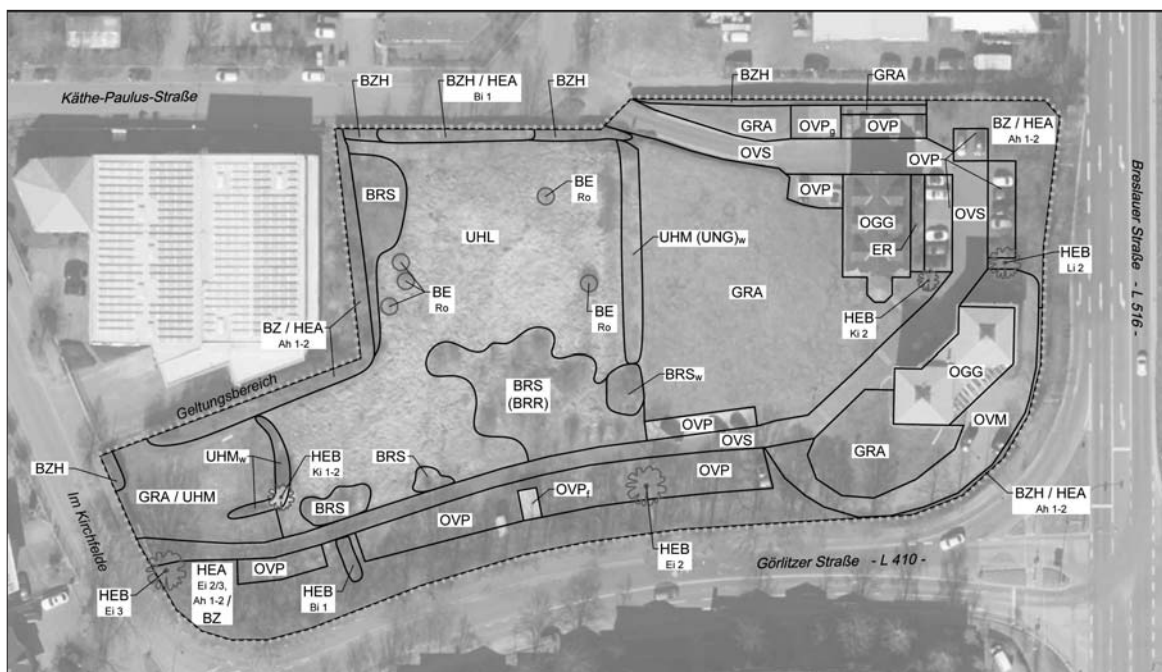 BZH
BZH / HEA
Bi 1
BZH
BZH
GRA
Käthe-Paulus-Straße
GRA
OVPg
OVP
BZ / HEA
Ah 1-2
OVS
OVP
BRS
BE
Ro
OVP
Breslauer Straße - L 516 -
UHL
UHM (UNG)w
OGG
OVS
ER
HEB
Li 2
BE
Ro
GRA
BE
Ro
HEB
Ki 2
BZ / HEA
Ah 1-2
OGG
BRS
(BRR)
BRSw
Geltungsbereich
OVP
OVS
OVM
UHMw
HEB
Ki 1-2
BRS
GRA
BZH
GRA / UHM
OVP
OVPf
BRS
OVP
BZH / HEA
Ah 1-2
Im Kirchfelde
HEB
Ei 2
Görlitzer Straße - L 410 -
HEB
Ei 3
HEA
Ei 2/3,
Ah 1-2 /
BZ
OVP
HEB
Bi 1